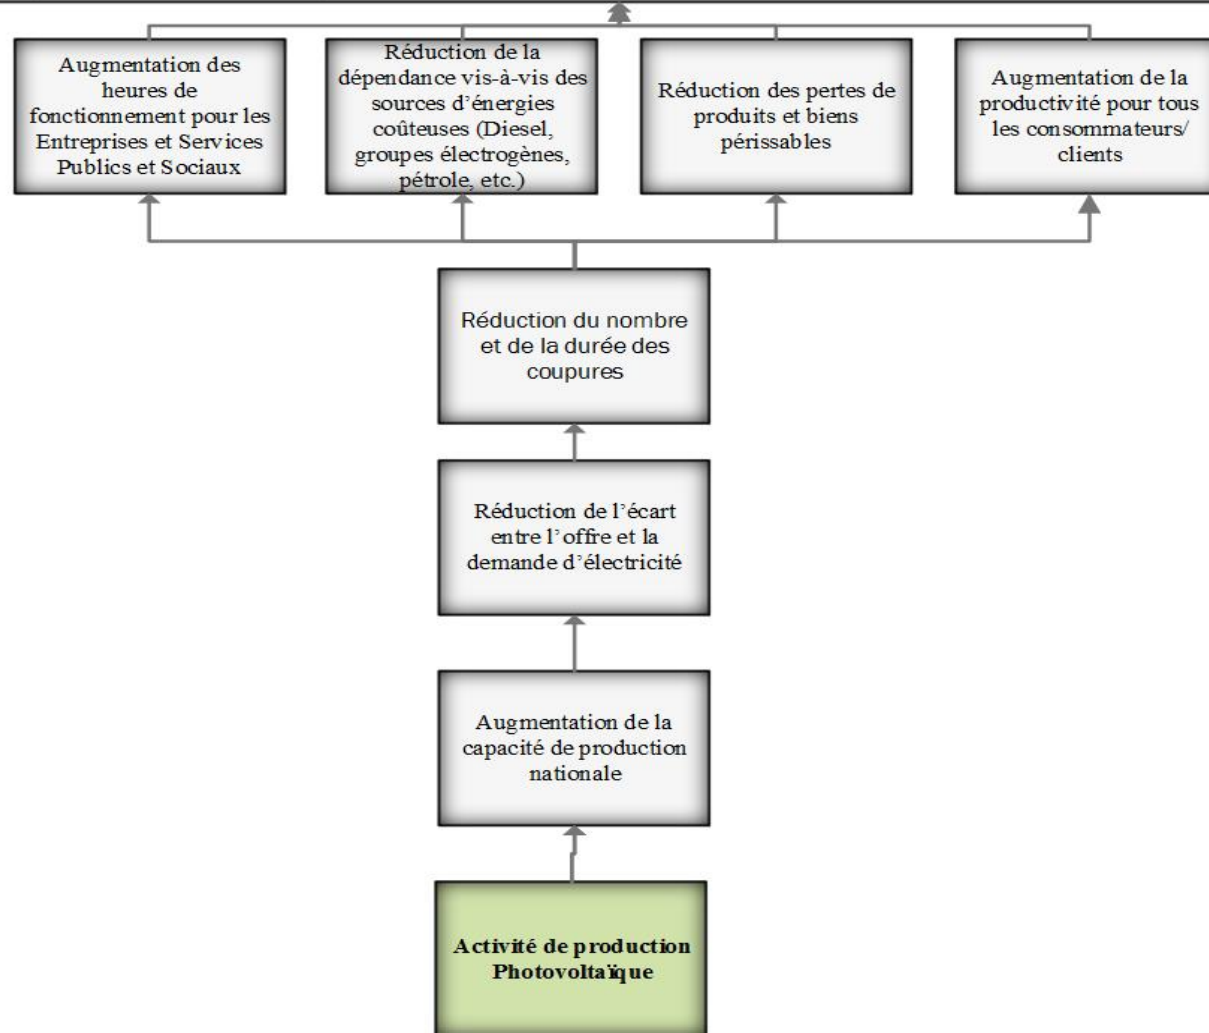 Augmentation des
heures de
fonctionnement pour les
Entreprises et Services
Publics et Sociaux
Réduction de la
dépendance vis-à-vis des
sources d’énergies
coûteuses (Diesel,
groupes électrogènes,
pétrole, etc.)
Réduction des pertes de
produits et biens
périssables
Augmentation de la
productivité pour tous
les consommateurs/
clients
Réduction du nombre
et de la durée des
coupures
Réduction de l’écart
entre l’offre et la
demande d’électricité
Augmentation de la
capacité de production
nationale
Activité de production
Photovoltaïque